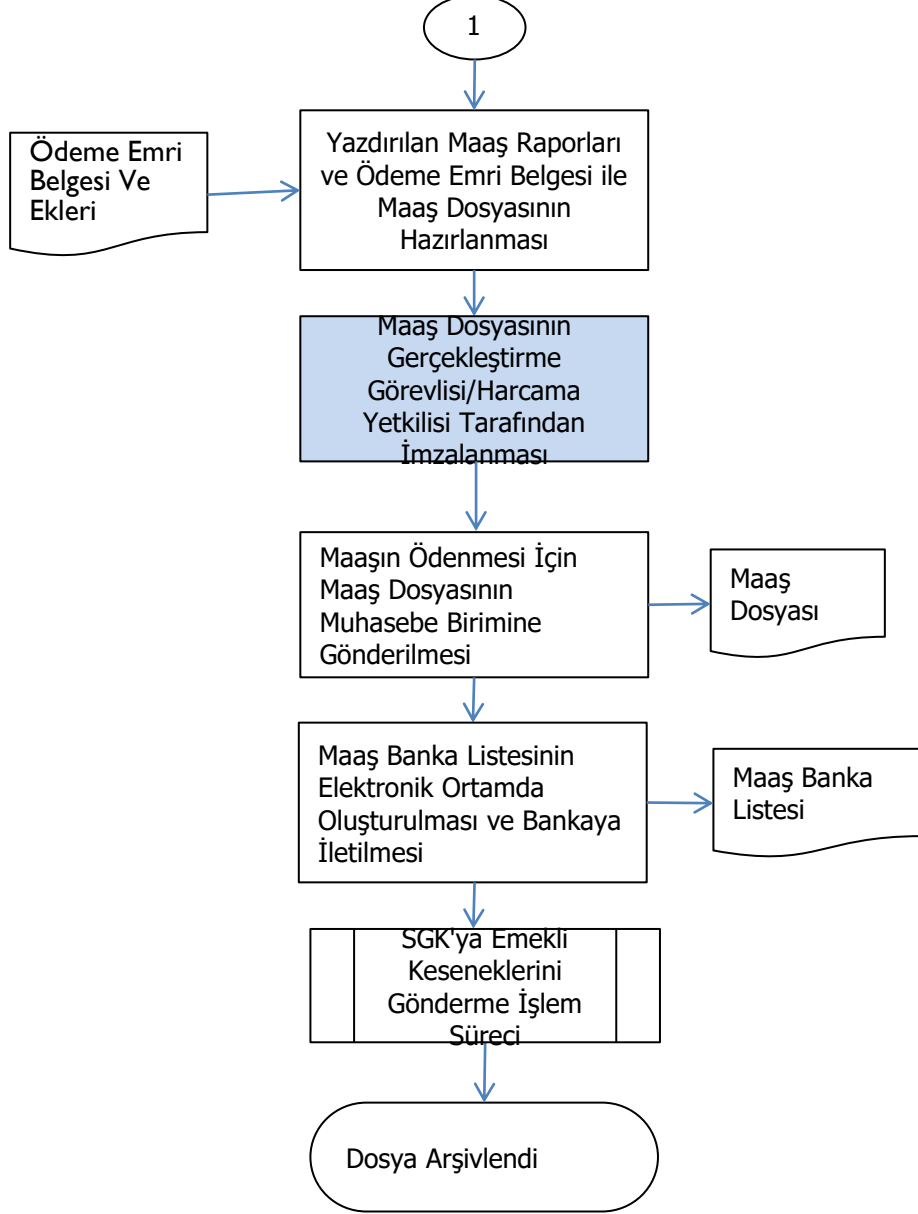 1
Ödeme Emri
Belgesi Ve
Ekleri
Yazdırılan Maaş Raporları
ve Ödeme Emri Belgesi ile
Maaş Dosyasının
Hazırlanması
Maaş Dosyasının
Gerçekleştirme
Görevlisi/Harcama
Yetkilisi Tarafından
İmzalanması
Maaşın Ödenmesi İçin
Maaş Dosyasının
Muhasebe Birimine
Gönderilmesi
Maaş
Dosyası
Maaş Banka Listesinin
Elektronik Ortamda
Oluşturulması ve Bankaya
İletilmesi
Maaş Banka
Listesi
SGK'ya Emekli
Keseneklerini
Gönderme İşlem
Süreci
Dosya Arşivlendi